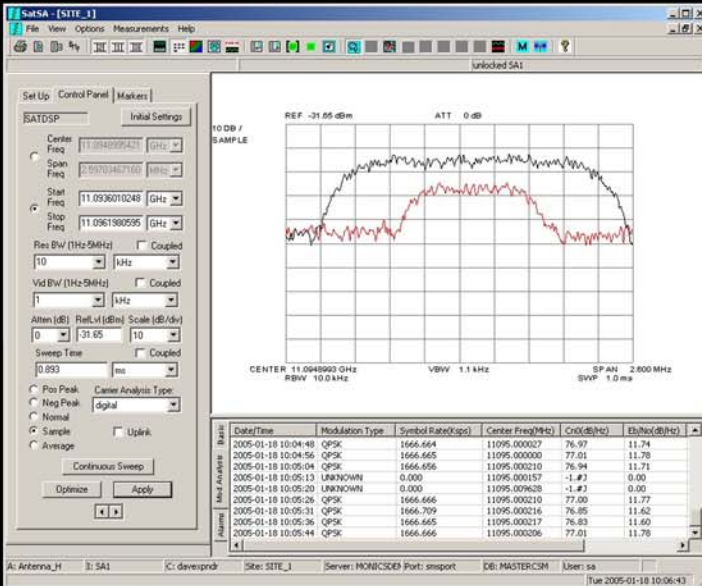 SatSA - [SITE_1]
File View Options Measurements Help
unlocked SA1
Set Up Control Panel Markers
SATDSP Initial Settings
Center Freq 11.0948995421 GHz
Span Freq 2.59703467160 MHz
Start Freq 11.0936010248 GHz
Stop Freq 11.0961980595 GHz
Res BW (1Hz-5MHz) Coupled
10 kHz
Vid BW (1Hz-5MHz) Coupled
1 kHz
Atten (dB) RefLvl (dBm) Scale (dB/div)
0 -31.65 10
Sweep Time Coupled
0.893 ms
Pos Peak Carrier Analysis Type:
Neg Peak digital
Normal
Sample Uplink
Average
Continuous Sweep
Optimize Apply
REF -31.65 dBm ATT 0 dB
10 DB /
SAMPLE
CENTER 11.0948993 GHz VBW 1.1 kHz SPAN 2.600 MHz
RBW 10.0 kHz SWP 1.0 ms
Basic
Mod Analysis
Alarms
Date/Time Modulation Type Symbol Rate(Ksps) Center Freq(MHz) Cn0(dB/Hz) Eb/No(dB/Hz)
2005-01-18 10:04:48 QPSK 1666.664 11095.000027 76.97 11.74
2005-01-18 10:04:56 QPSK 1666.665 11095.000000 77.01 11.78
2005-01-18 10:05:04 QPSK 1666.656 11095.000210 76.94 11.71
2005-01-18 10:05:13 UNKNOWN 0.000 11095.000157 -1.#J 0.00
2005-01-18 10:05:20 UNKNOWN 0.000 11095.009628 -1.#J 0.00
2005-01-18 10:05:26 QPSK 1666.666 11095.000210 77.00 11.77
2005-01-18 10:05:31 QPSK 1666.709 11095.000216 76.85 11.62
2005-01-18 10:05:36 QPSK 1666.665 11095.000217 76.83 11.60
2005-01-18 10:05:44 QPSK 1666.666 11095.000206 77.01 11.78
A: Antenna_H I: SA1 C: davexpndr Site: SITE_1 Server: MONICSDEM Port: smsport DB: MASTERCSM User: sa
Tue 2005-01-18 10:06:43